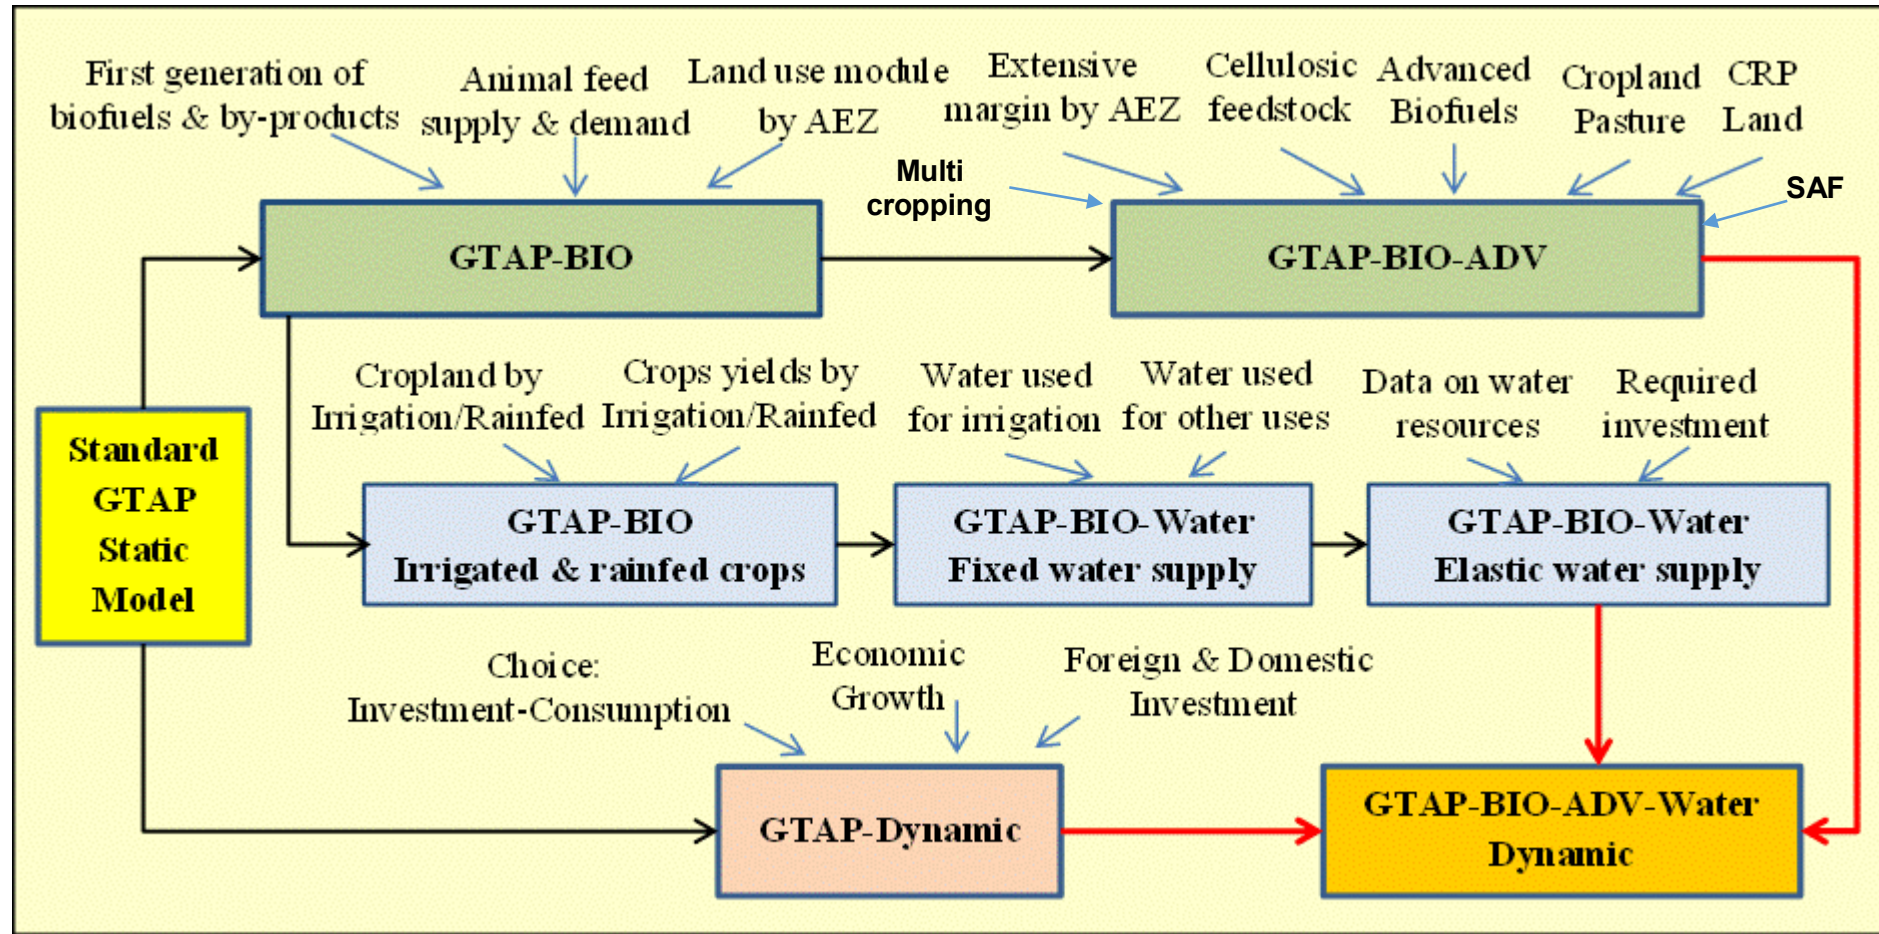 First generation of
biofuels & by-products
Animal feed
supply & demand
Land use module
by AEZ
Extensive
margin by AEZ
Cellulosic
feedstock
Advanced
Biofuels
Cropland
Pasture
CRP
Land
Multi
cropping
SAF
GTAP-BIO
GTAP-BIO-ADV
Cropland by
Irrigation/Rainfed
Crops yields by
Irrigation/Rainfed
Water used
for irrigation
Water used
for other uses
Data on water
resources
Required
investment
Standard
GTAP
Static
Model
GTAP-BIO
Irrigated & rainfed crops
GTAP-BIO-Water
Fixed water supply
GTAP-BIO-Water
Elastic water supply
Choice:
Investment-Consumption
Economic
Growth
Foreign & Domestic
Investment
GTAP-Dynamic
GTAP-BIO-ADV-Water
Dynamic